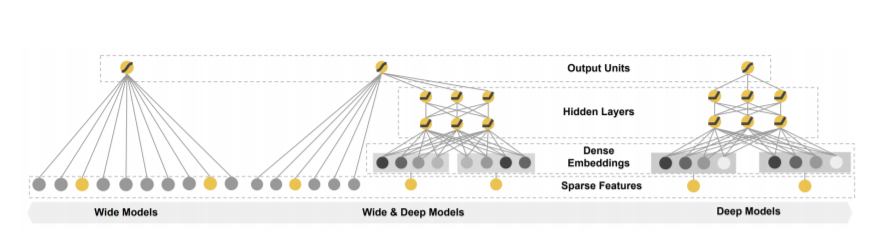 Output Units
Hidden Layers
Dense
Embeddings
Sparse Features
Wide Models
Wide & Deep Models
Deep Models